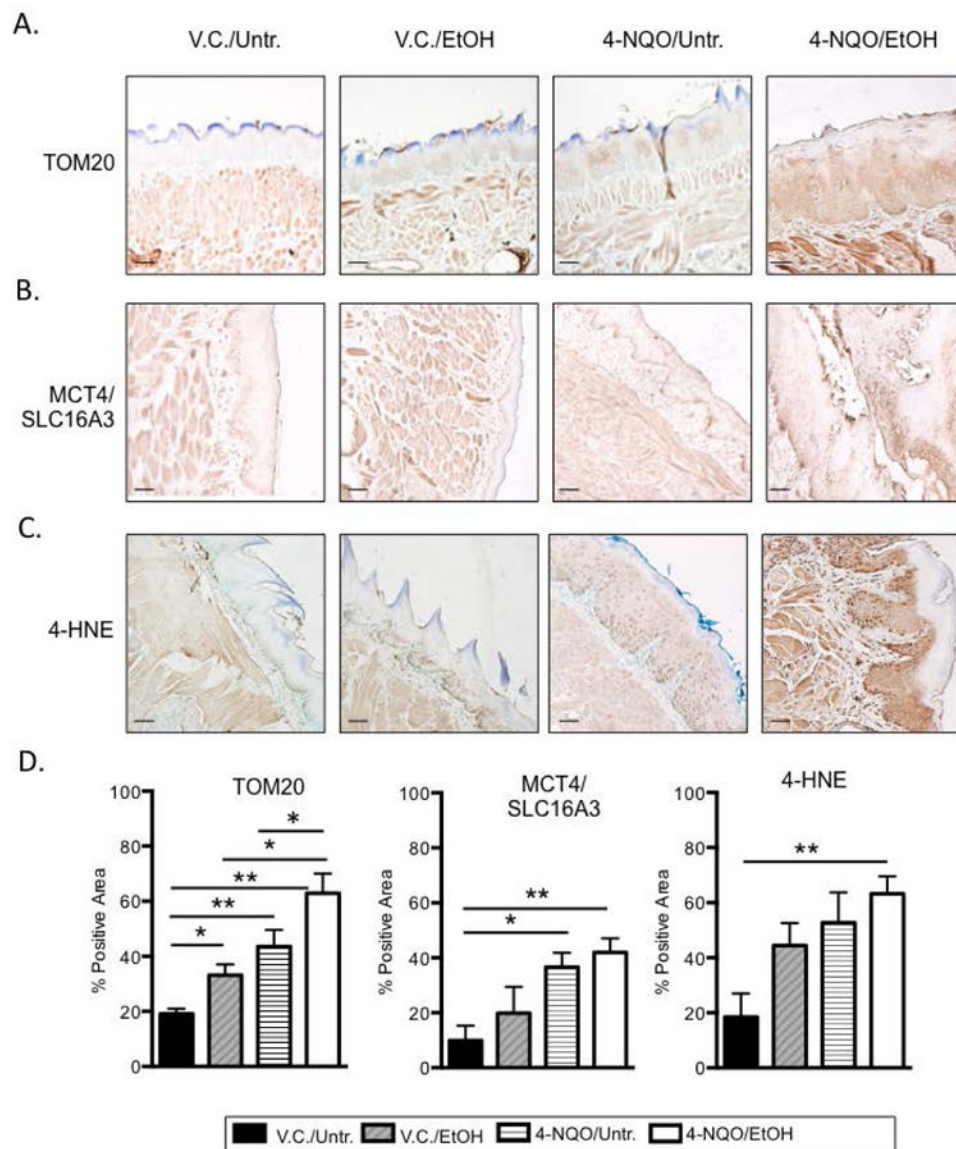 A.
V.C./Untr. V.C./EtOH 4-NQO/Untr. 4-NQO/EtOH
TOM20
B.
MCT4/
SLC16A3
C.
4-HNE
D.
TOM20
% Positive Area
100
80
60
40
20
0
* 
*
**
**
*
MCT4/
SLC16A3
% Positive Area
100
80
60
40
20
0
**
*
4-HNE
% Positive Area
100
80
60
40
20
0
**
V.C./Untr. V.C./EtOH 4-NQO/Untr. 4-NQO/EtOH